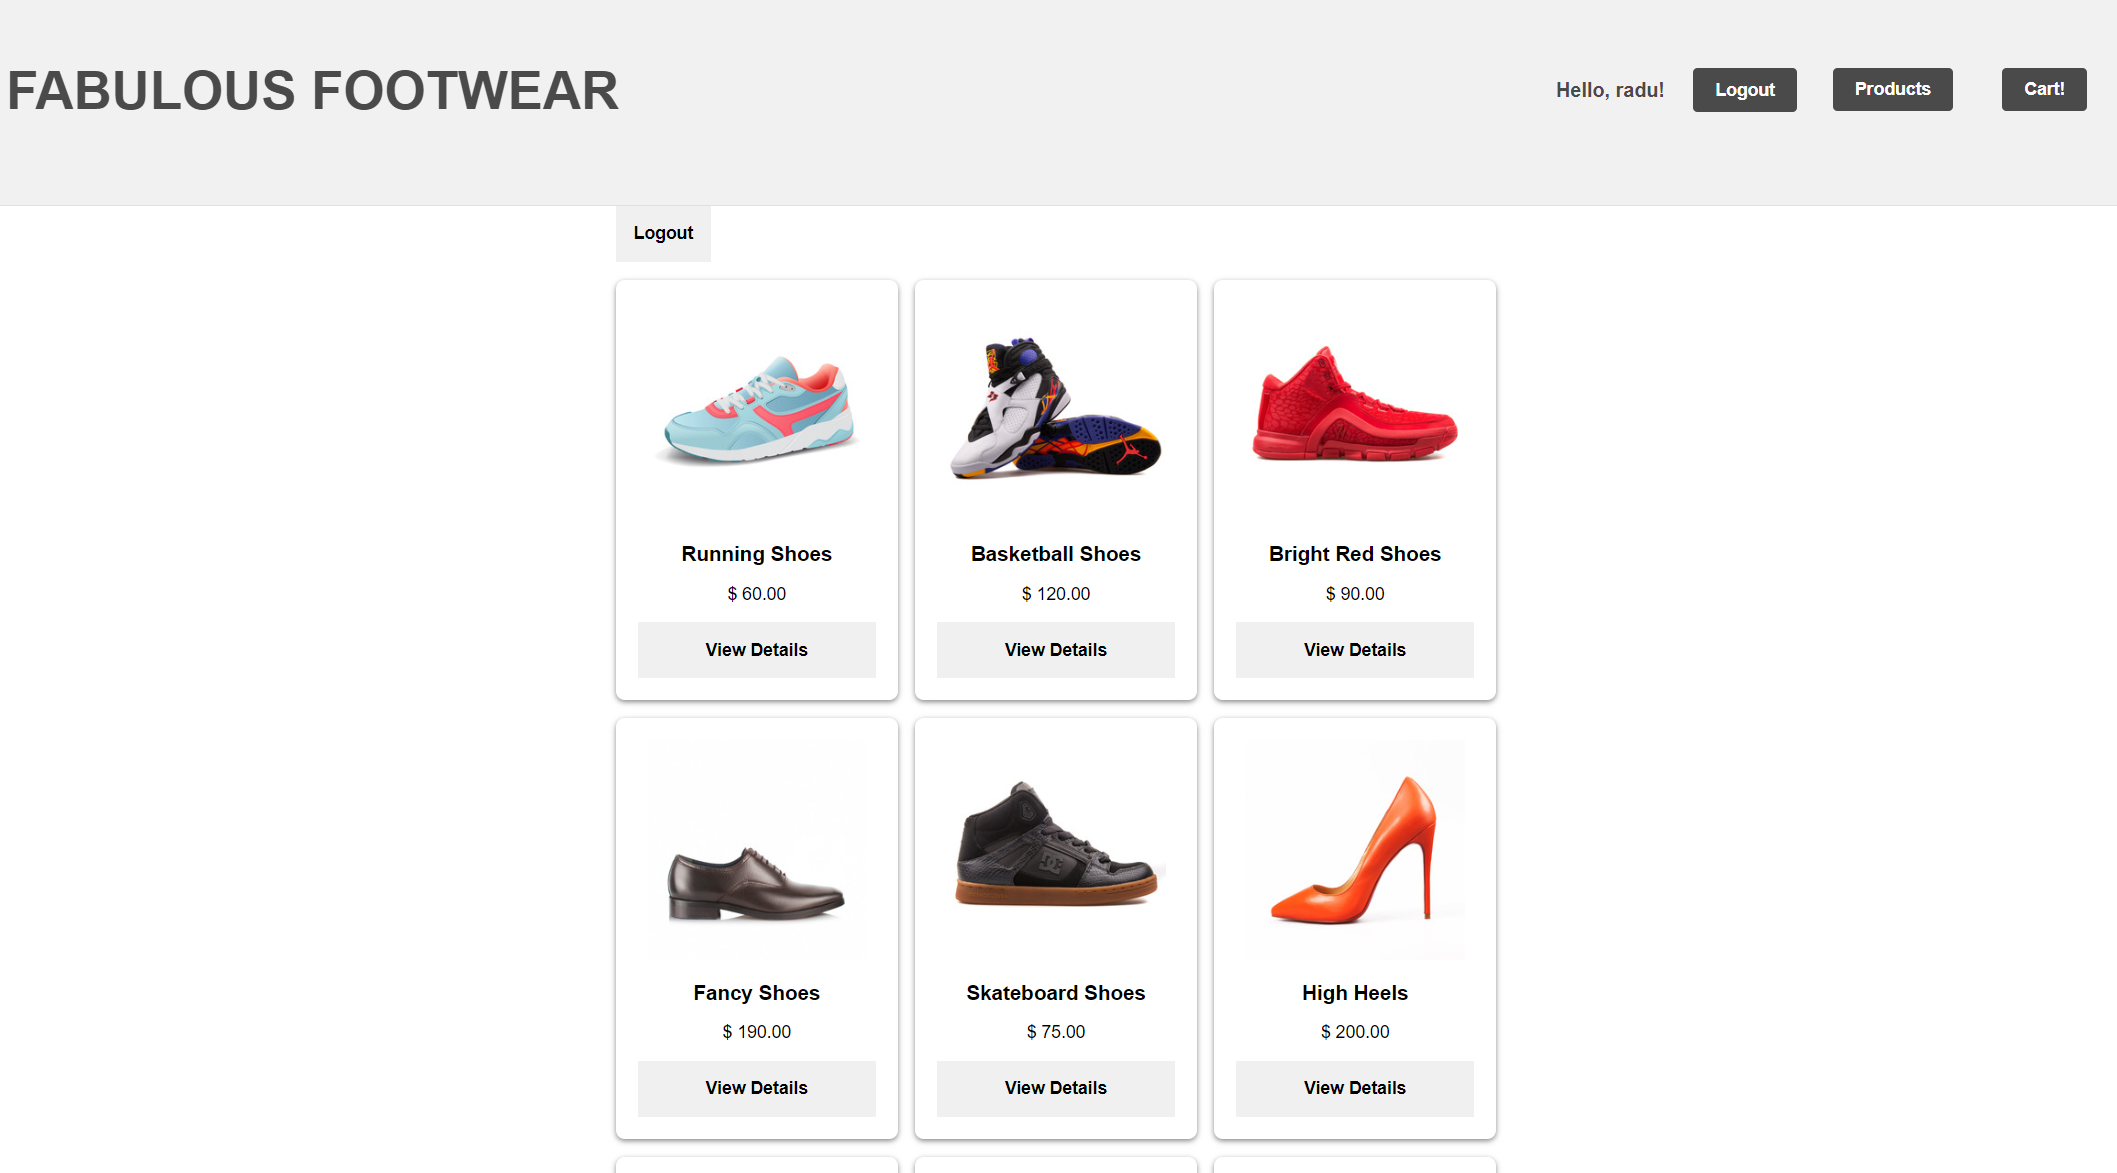 FABULOUS FOOTWEAR
Hello, radu!
Logout
Products
Cart!
Logout
Running Shoes
$ 60.00
View Details
Basketball Shoes
$ 120.00
View Details
Bright Red Shoes
$ 90.00
View Details
Fancy Shoes
$ 190.00
View Details
Skateboard Shoes
$ 75.00
View Details
High Heels
$ 200.00
View Details